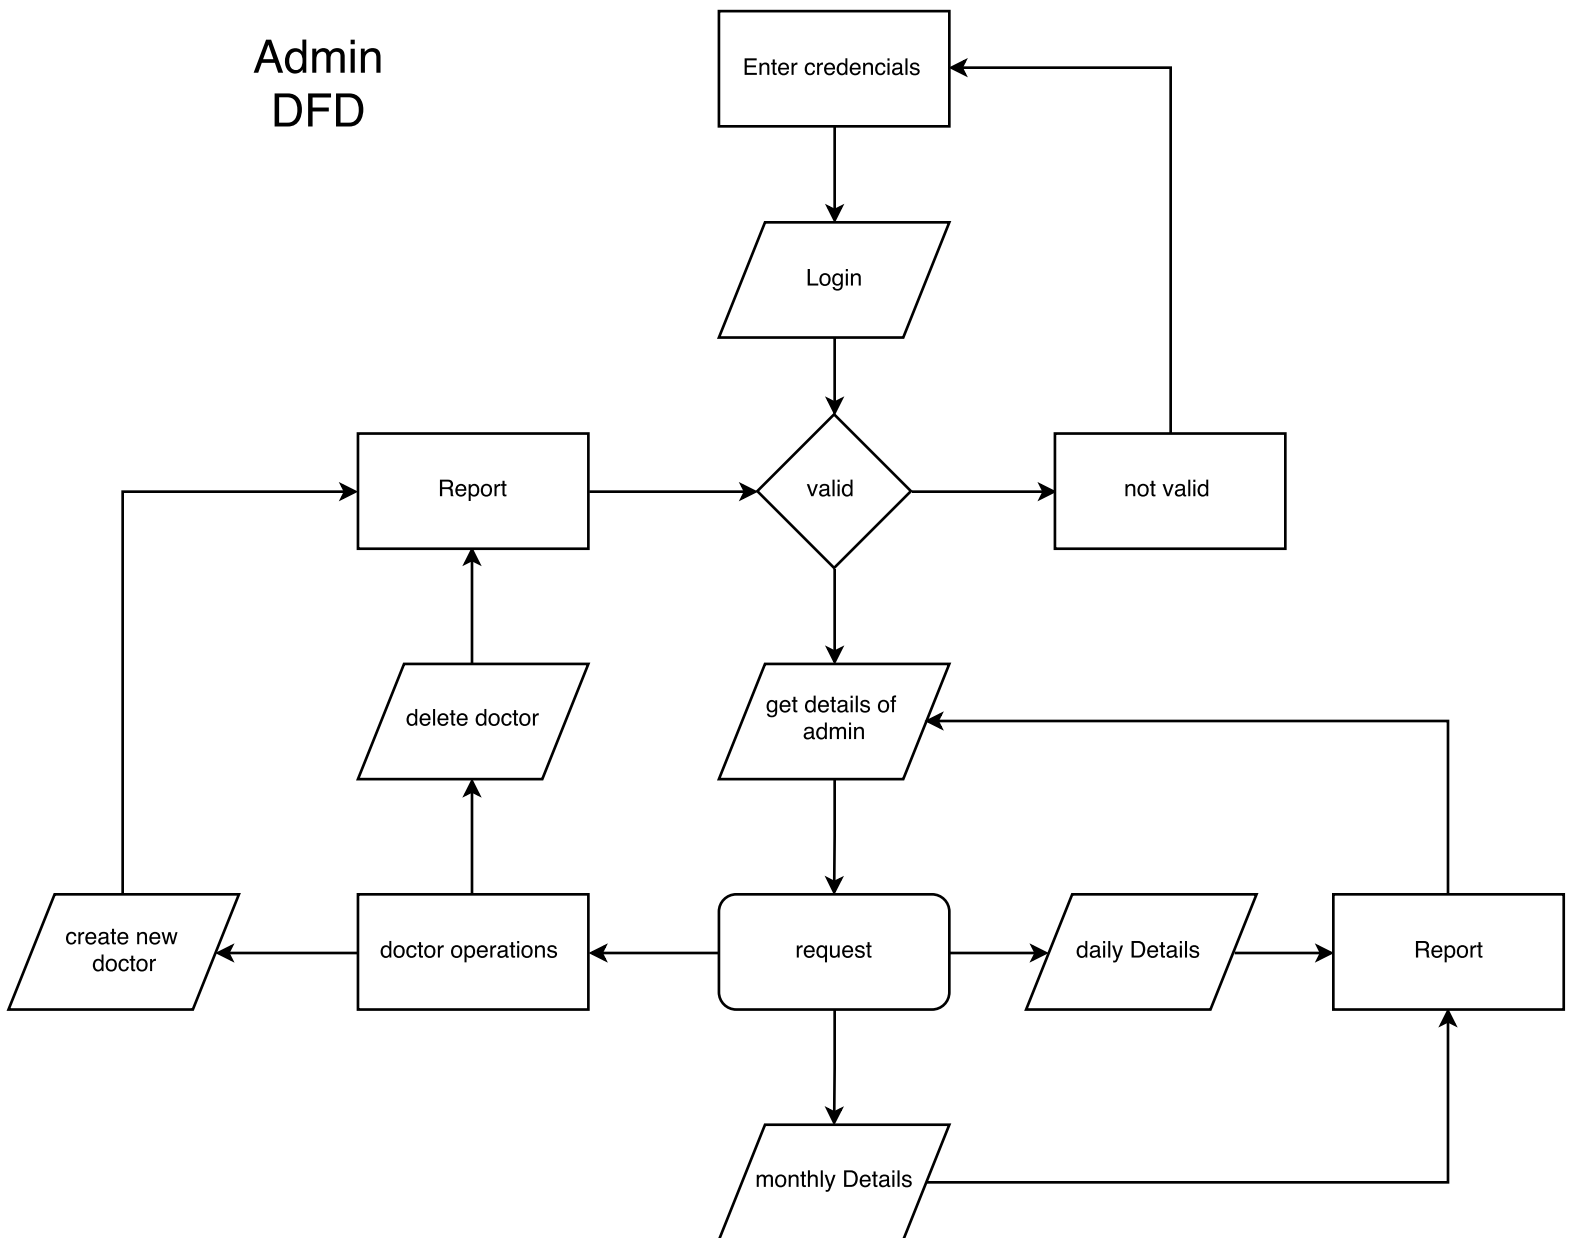 Admin
DFD
Enter credencials
Login
Report
valid
not valid
delete doctor
get details of
admin
create new
doctor
doctor operations
request
daily Details
Report
monthly Details